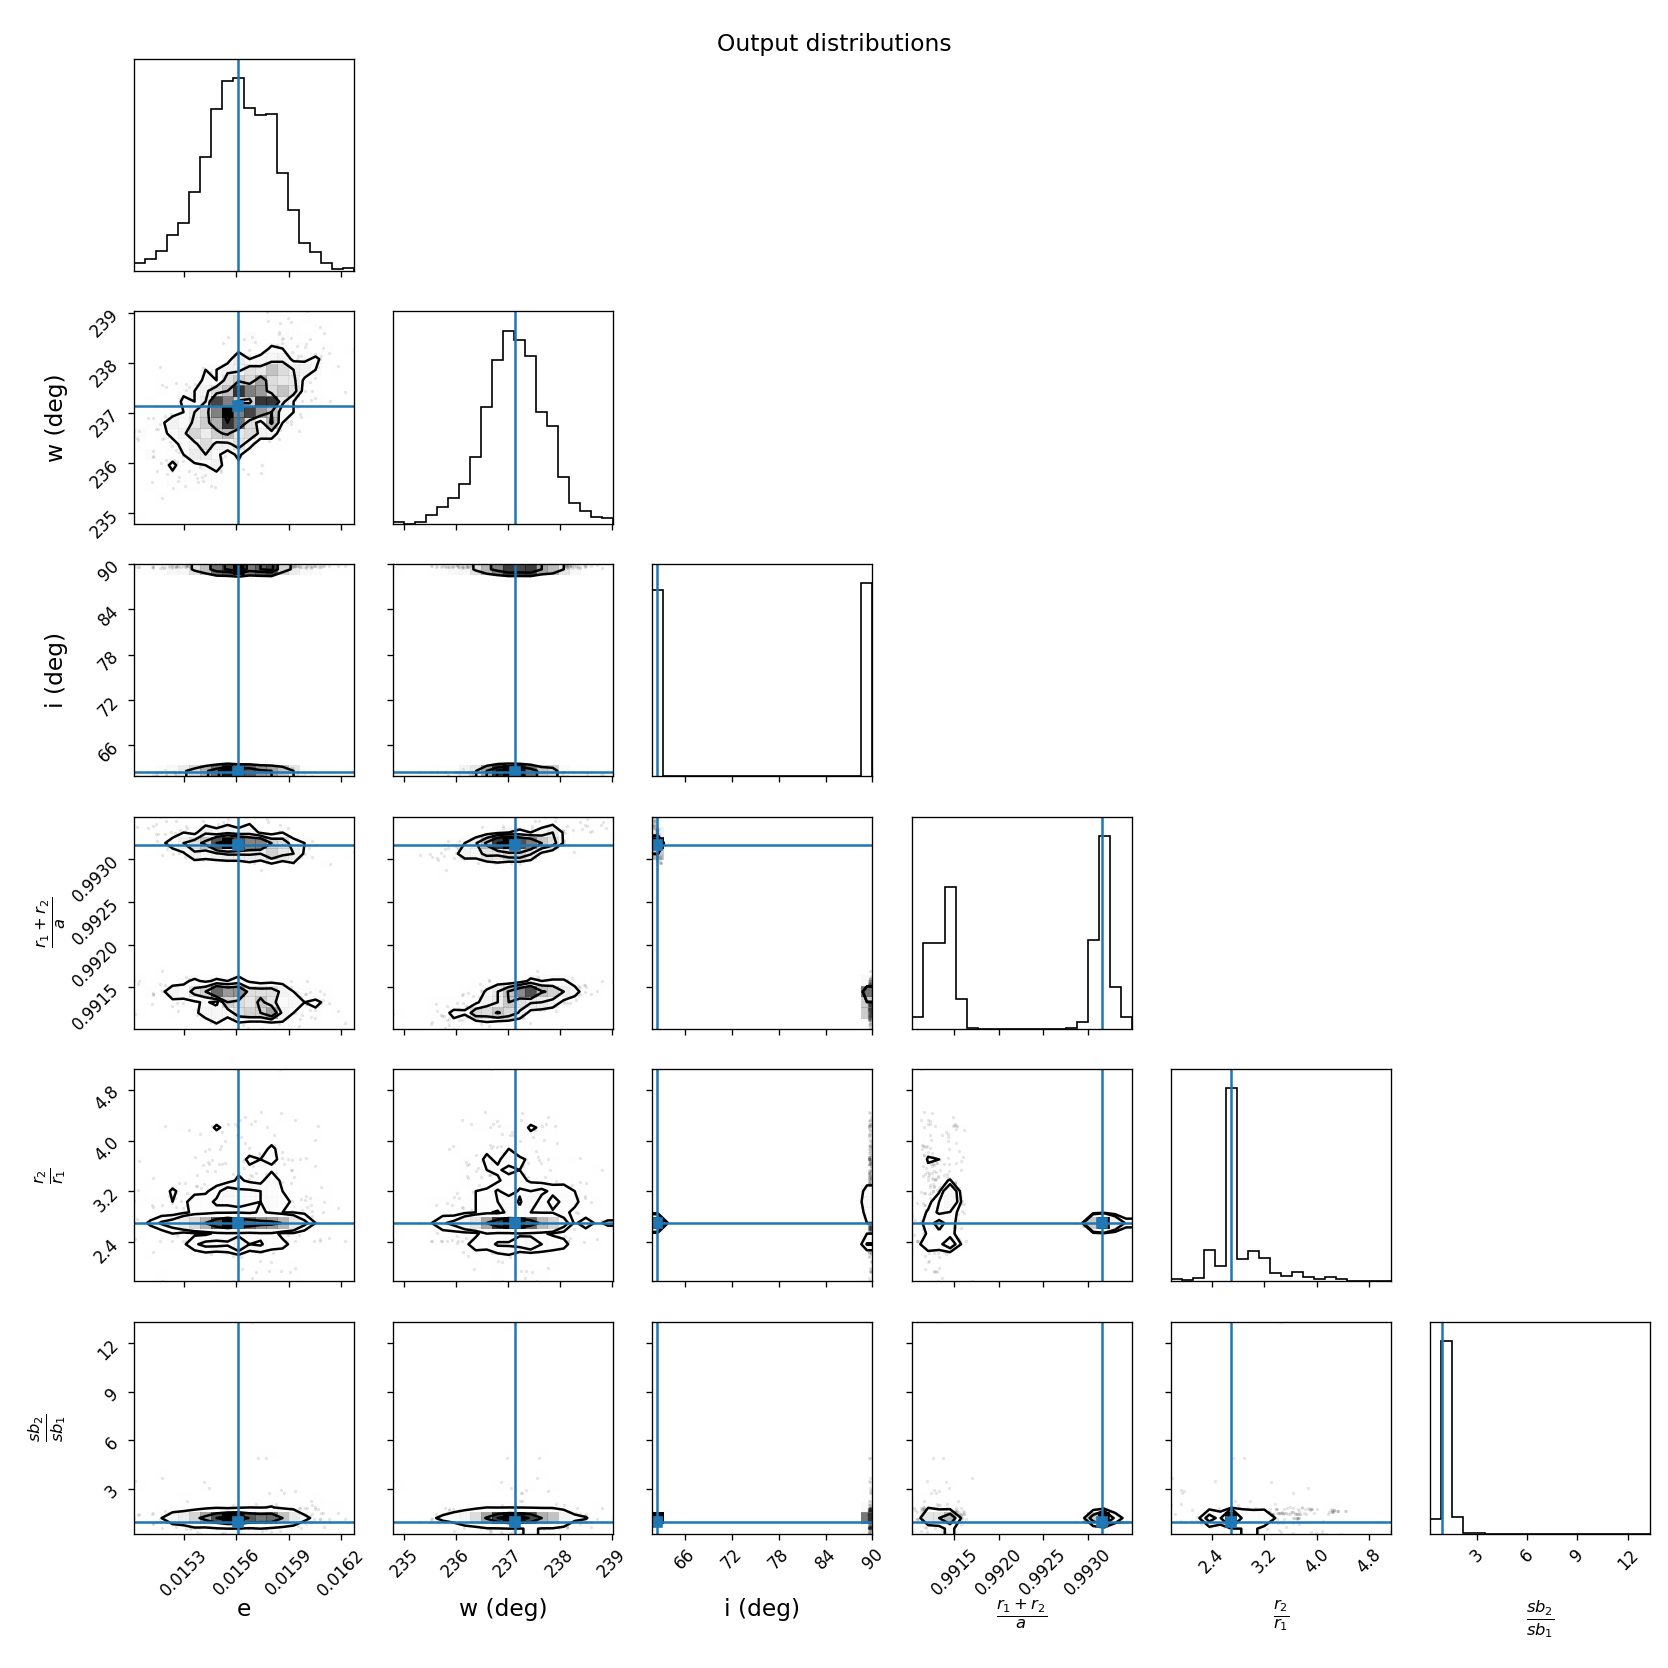 Output distributions
239
238
237
236
235
w (deg)
90
84
78
72
66
i (deg)
0.9930
0.9925
0.9920
0.9915
r₁ + r₂
a
4.8
4.0
3.2
2.4
r₂
r₁
12
9
6
3
sb₂
sb₁
0.0153 0.0156 0.0159 0.0162
235 236 237 238 239
66 72 78 84 90
0.9915 0.9920 0.9925 0.9930
2.4 3.2 4.0 4.8
3 6 9 12
e
w (deg)
i (deg)
r₁ + r₂
a
r₂
r₁
sb₂
sb₁